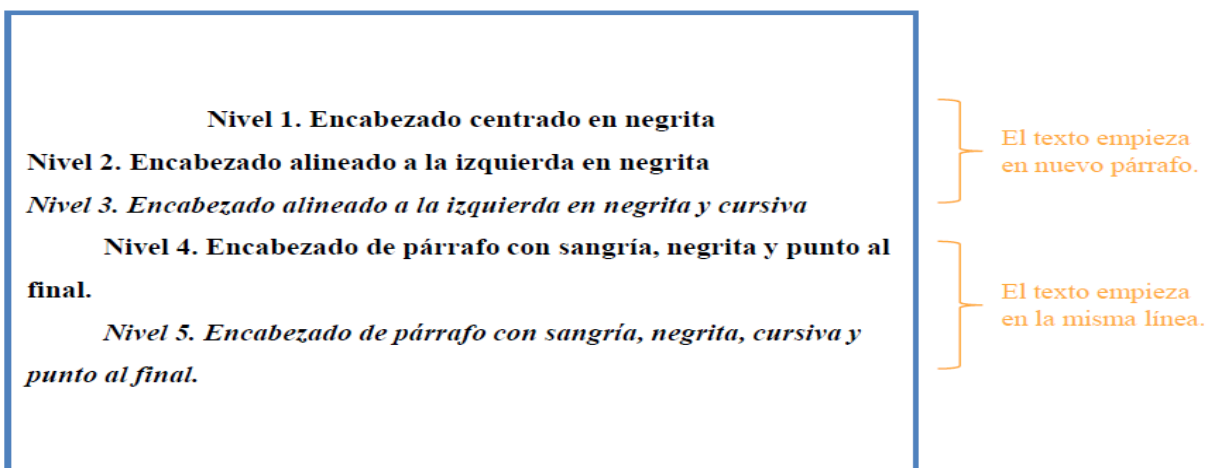 Nivel 1. Encabezado centrado en negrita
Nivel 2. Encabezado alineado a la izquierda en negrita
Nivel 3. Encabezado alineado a la izquierda en negrita y cursiva
El texto empieza
en nuevo párrafo.
Nivel 4. Encabezado de párrafo con sangría, negrita y punto al
final.
Nivel 5. Encabezado de párrafo con sangría, negrita, cursiva y
punto al final.
El texto empieza
en la misma línea.